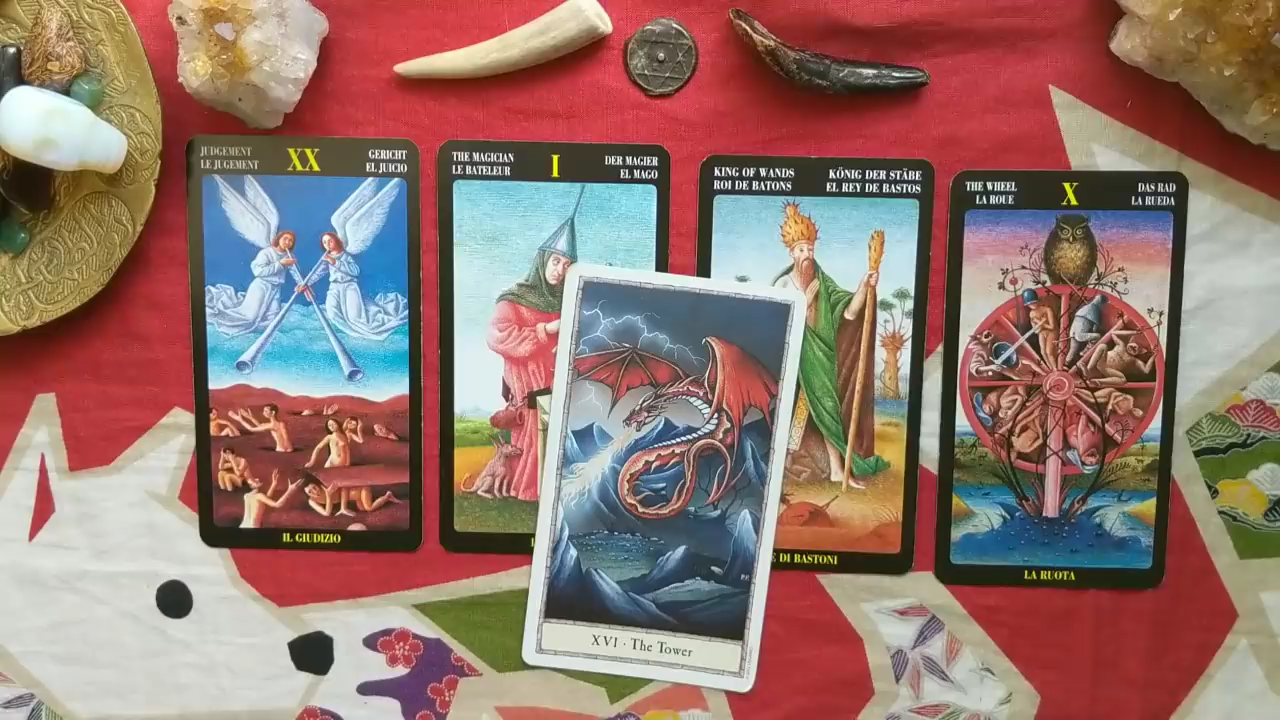 JUDGEMENT
LE JUGEMENT
XX
GERICHT
EL JUICIO
IL GIUDIZIO
THE MAGICIAN
LE BATELEUR
I
DER MAGIER
EL MAGO
KING OF WANDS
ROI DE BATONS
KÖNIG DER STÄBE
EL REY DE BASTOS
DI BASTONI
THE WHEEL
LA ROUE
X
DAS RAD
LA RUEDA
LA RUOTA
XVI · The Tower